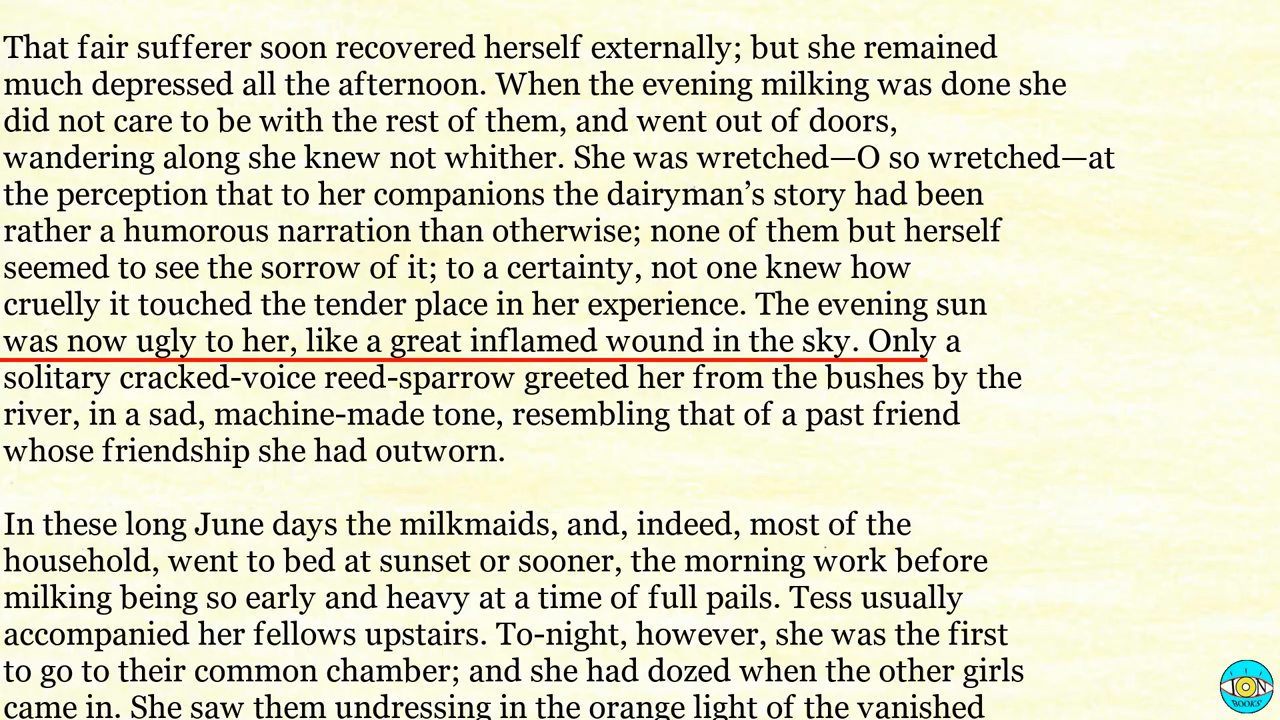 That fair sufferer soon recovered herself externally; but she remained
much depressed all the afternoon. When the evening milking was done she
did not care to be with the rest of them, and went out of doors,
wandering along she knew not whither. She was wretched—O so wretched—at
the perception that to her companions the dairyman’s story had been
rather a humorous narration than otherwise; none of them but herself
seemed to see the sorrow of it; to a certainty, not one knew how
cruelly it touched the tender place in her experience. The evening sun
was now ugly to her, like a great inflamed wound in the sky. Only a
solitary cracked-voice reed-sparrow greeted her from the bushes by the
river, in a sad, machine-made tone, resembling that of a past friend
whose friendship she had outworn.
In these long June days the milkmaids, and, indeed, most of the
household, went to bed at sunset or sooner, the morning work before
milking being so early and heavy at a time of full pails. Tess usually
accompanied her fellows upstairs. To-night, however, she was the first
to go to their common chamber; and she had dozed when the other girls
came in. She saw them undressing in the orange light of the vanished
ION
BOOKS